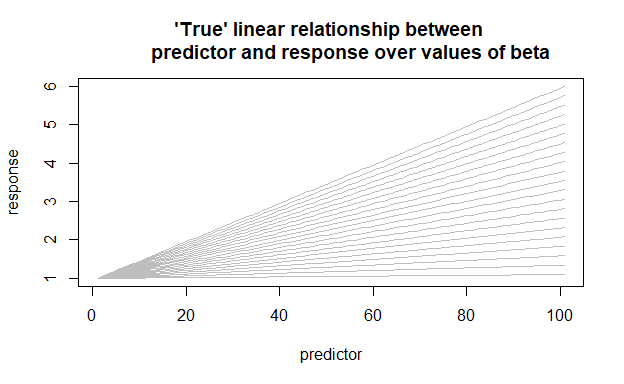 'True' linear relationship between
predictor and response over values of beta
6
5
4
3
2
1
response
0 20 40 60 80 100
predictor